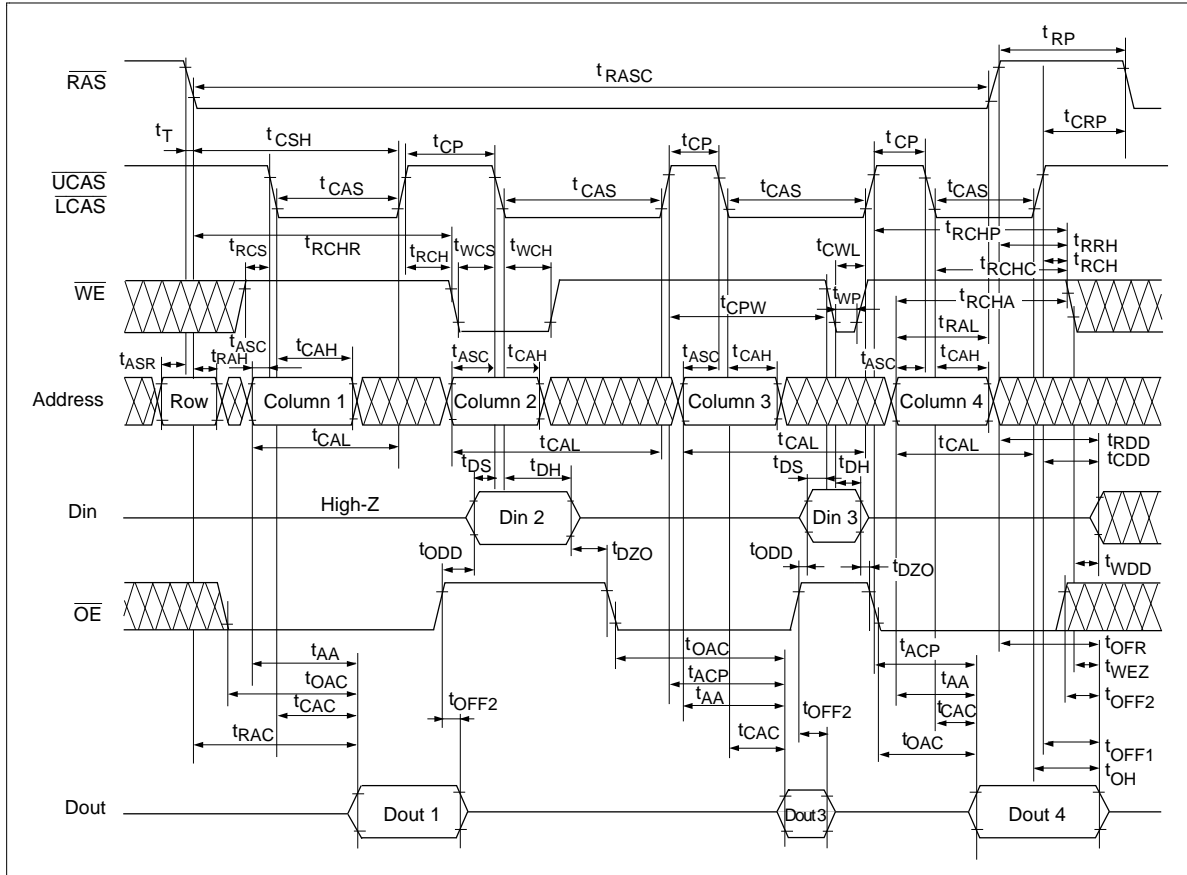 tRP
RAS
tRASC
tT
tCSH
tCP
tCP
tCP
tCRP
UCAS
LCAS
tCAS
tCAS
tCAS
tCAS
tRCS
tRCHR
tRCH
tWCS
tWCH
tCWL
tRCHP
tRRH
tRCHC
tRCH
WE
tCPW
tWP
tRCHA
tRAL
tASR
tRAH
tASC
tCAH
tASC
tCAH
tASC
tCAH
tASC
tCAH
Address
Row
Column 1
Column 2
Column 3
Column 4
tCAL
tCAL
tCAL
tCAL
tRDD
tCDD
tDS
tDH
tDS
tDH
Din
High-Z
Din 2
Din 3
tODD
tDZO
tODD
tDZO
tWDD
OE
tAA
tOAC
tCAC
tRAC
tOFF2
tOAC
tACP
tAA
tCAC
tOFF2
tACP
tAA
tCAC
tOAC
tOFR
tWEZ
tOFF2
tOFF1
tOH
Dout
Dout 1
Dout 3
Dout 4